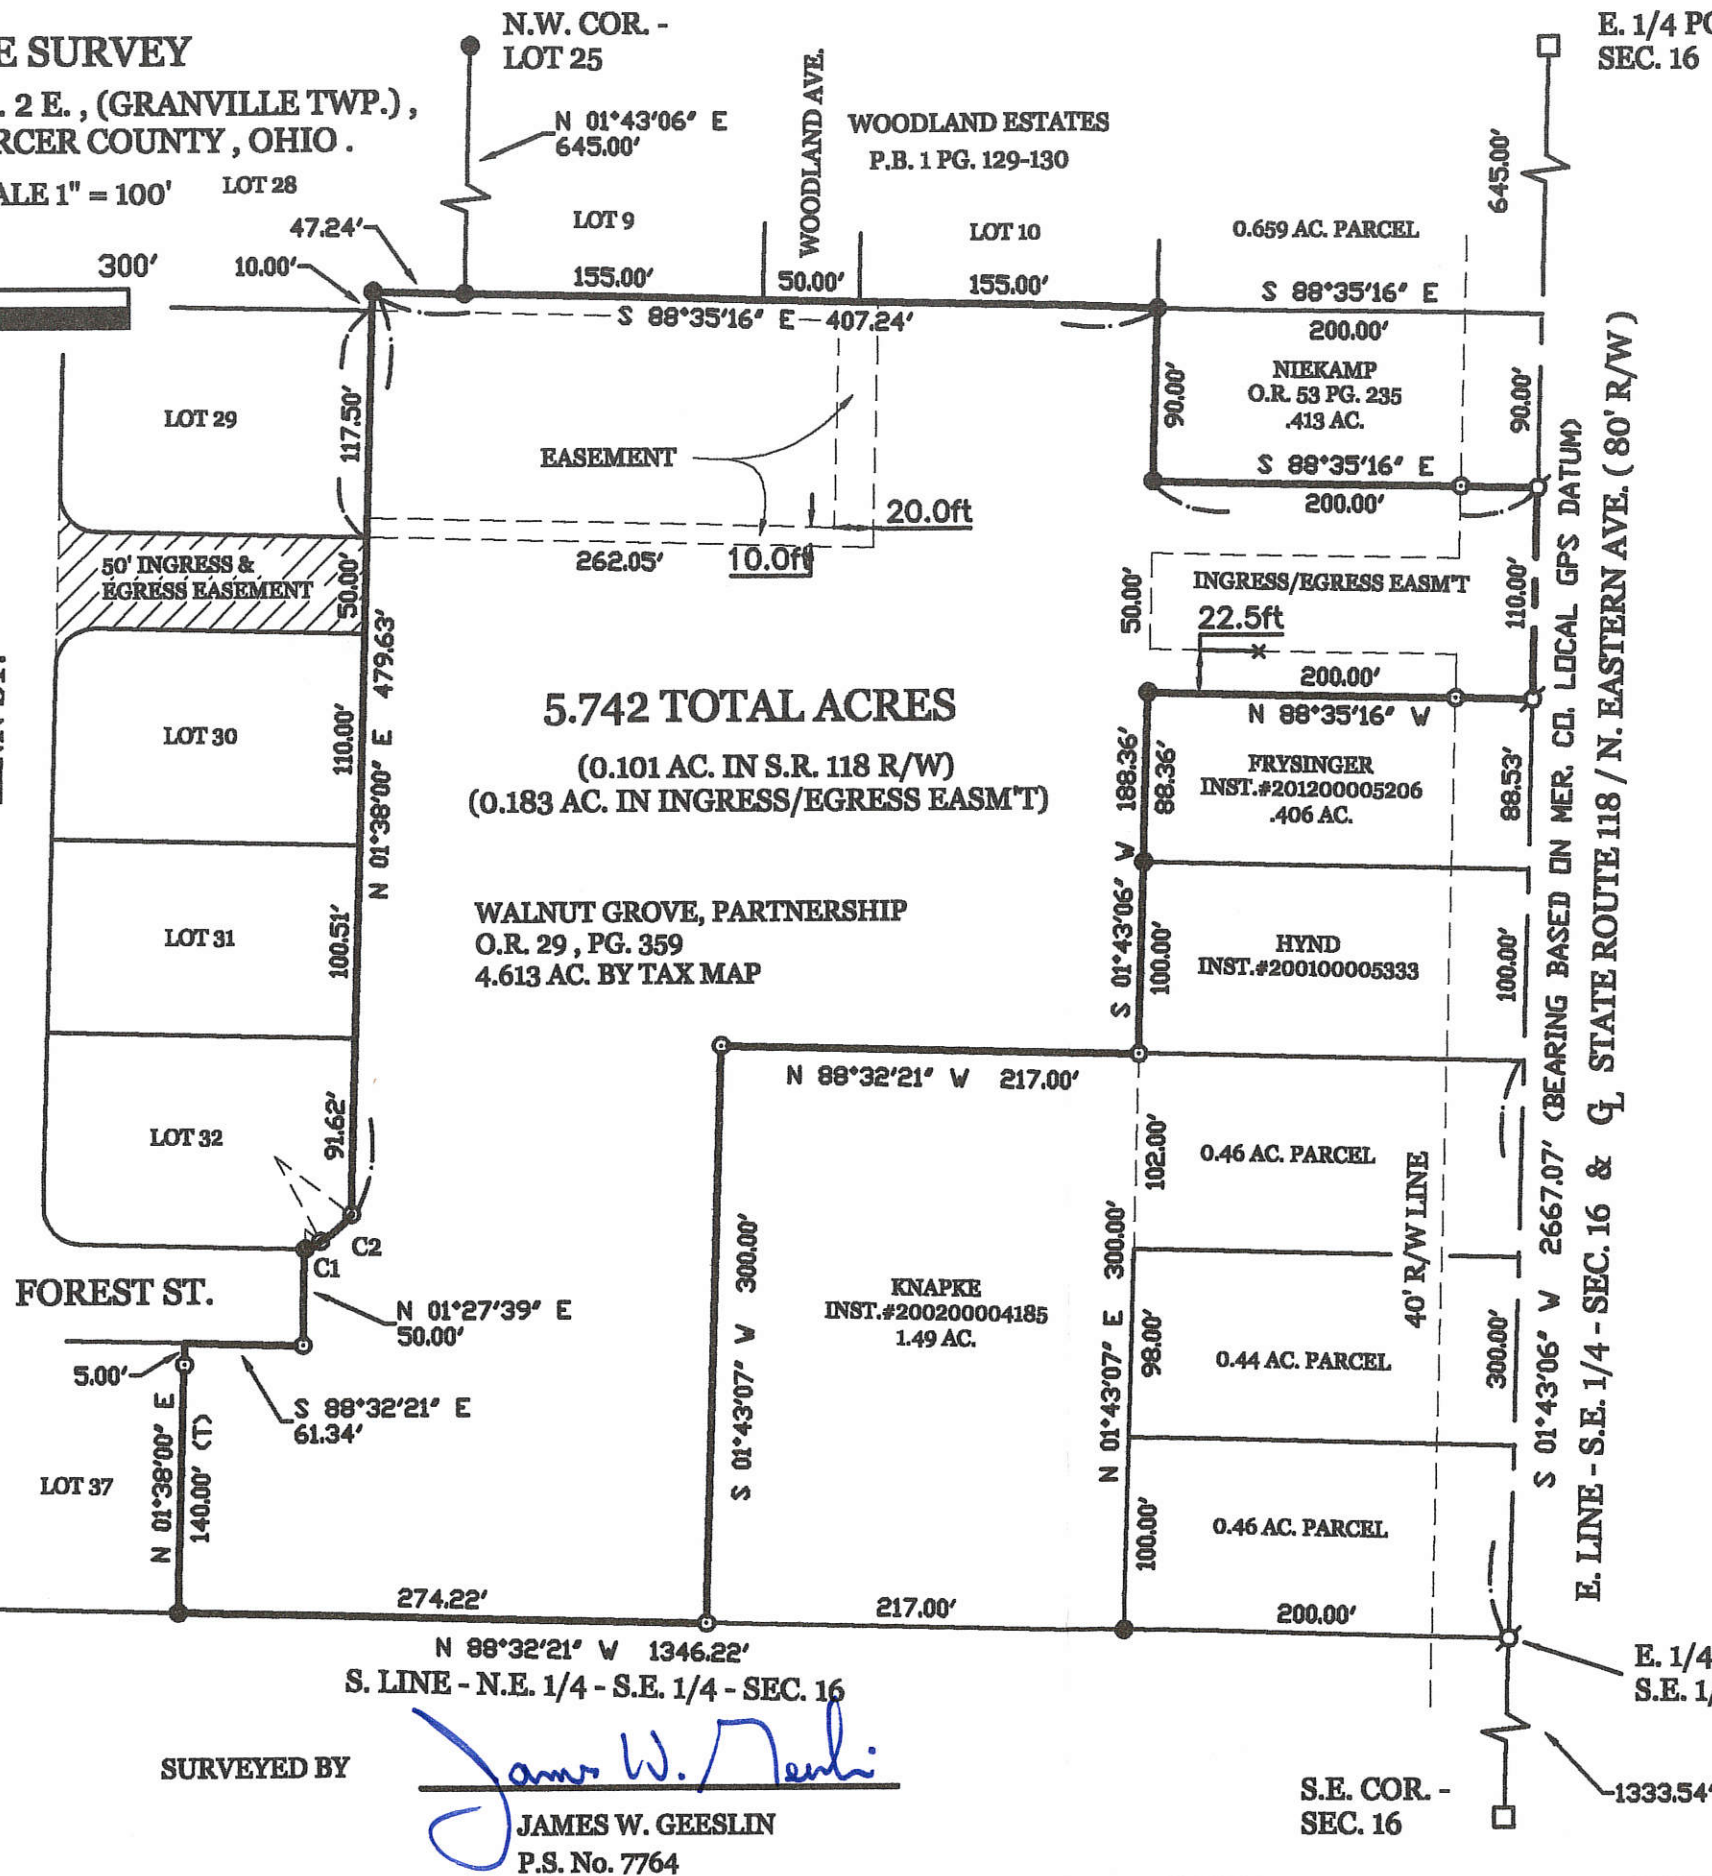 E SURVEY
. 2 E. , (GRANVILLE TWP.) ,
RCER COUNTY , OHIO .
ALE 1" = 100'
300'
LOT 28
47.24'
10.00'
N.W. COR. -
LOT 25
N 01°43'06" E
645.00'
WOODLAND AVE.
WOODLAND ESTATES
P.B. 1 PG. 129-130
E. 1/4 PO
SEC. 16
645.00'
LOT 9
LOT 10
0.659 AC. PARCEL
155.00'
50.00'
155.00'
S 88°35'16" E
200.00'
S 88°35'16" E 407.24'
NIEKAMP
O.R. 53 PG. 235
.413 AC.
90.00'
90.00'
S 88°35'16" E
200.00'
LOT 29
117.50'
EASEMENT
20.0ft
10.0ft
262.05'
50' INGRESS &
EGRESS EASEMENT
50.00'
50.00'
INGRESS/EGRESS EASM'T
110.00'
22.5ft
200.00'
N 88°35'16" W
N 01°38'00" E 479.63'
5.742 TOTAL ACRES
(0.101 AC. IN S.R. 118 R/W)
(0.183 AC. IN INGRESS/EGRESS EASM'T)
LOT 30
110.00'
188.36'
88.36'
FRYSINGER
INST.#201200005206
.406 AC.
88.53'
WALNUT GROVE, PARTNERSHIP
O.R. 29 , PG. 359
4.613 AC. BY TAX MAP
LOT 31
100.51'
S 01°43'06" W
100.00'
HYND
INST.#200100005333
100.00'
N 88°32'21" W 217.00'
LOT 32
91.62'
C2
C1
102.00'
0.46 AC. PARCEL
40' R/W LINE
FOREST ST.
N 01°27'39" E
50.00'
5.00'
S 88°32'21" E
61.34'
S 01°43'07" W 300.00'
KNAPKE
INST.#200200004185
1.49 AC.
N 01°43'07" E 300.00'
98.00'
0.44 AC. PARCEL
300.00'
LOT 37
N 01°38'00" E
140.00' (T)
100.00'
0.46 AC. PARCEL
S 01°43'06" W 2667.07' (BEARING BASED ON MER. CO. LOCAL GPS DATUM)
E. LINE - S.E. 1/4 - SEC. 16 & CL STATE ROUTE 118 / N. EASTERN AVE. ( 80' R/W )
274.22'
217.00'
200.00'
N 88°32'21" W 1346.22'
S. LINE - N.E. 1/4 - S.E. 1/4 - SEC. 16
E. 1/4
S.E. 1/
SURVEYED BY
James W. Geeslin
JAMES W. GEESLIN
P.S. No. 7764
S.E. COR. -
SEC. 16
1333.54'